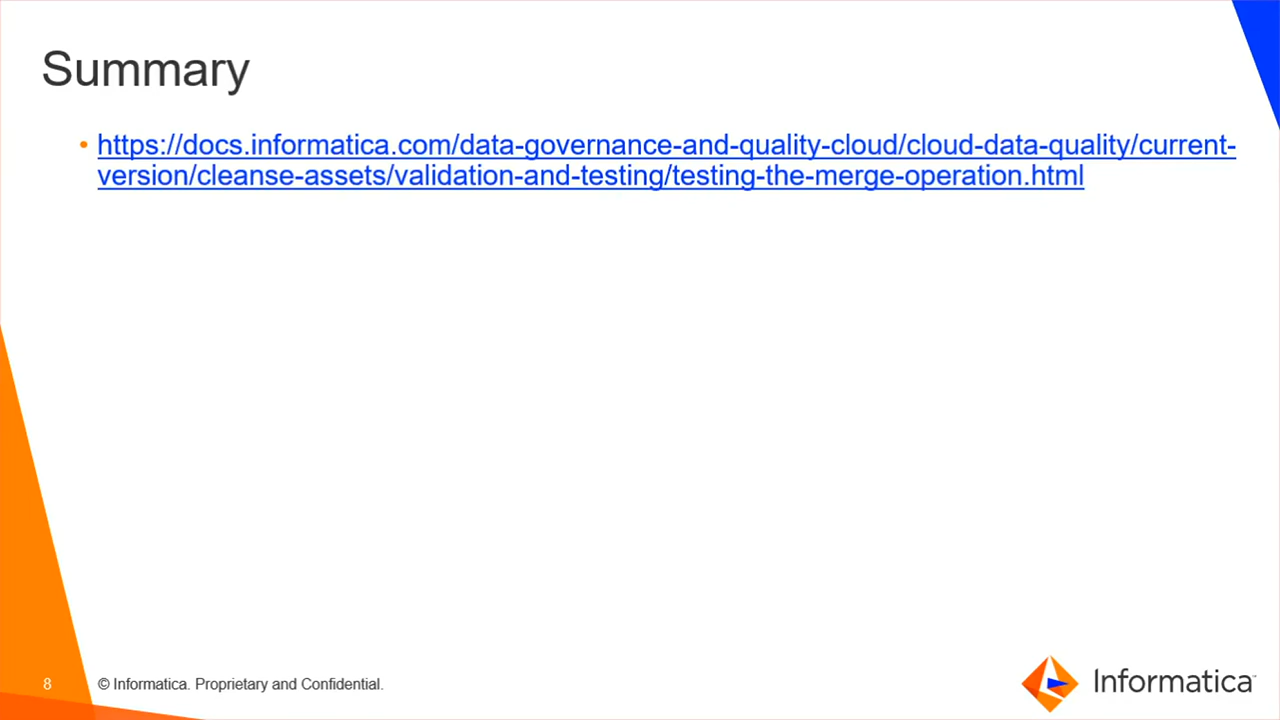 Summary
• https://docs.informatica.com/data-governance-and-quality-cloud/cloud-data-quality/current-
version/cleanse-assets/validation-and-testing/testing-the-merge-operation.html
8
© Informatica. Proprietary and Confidential.
Informatica™